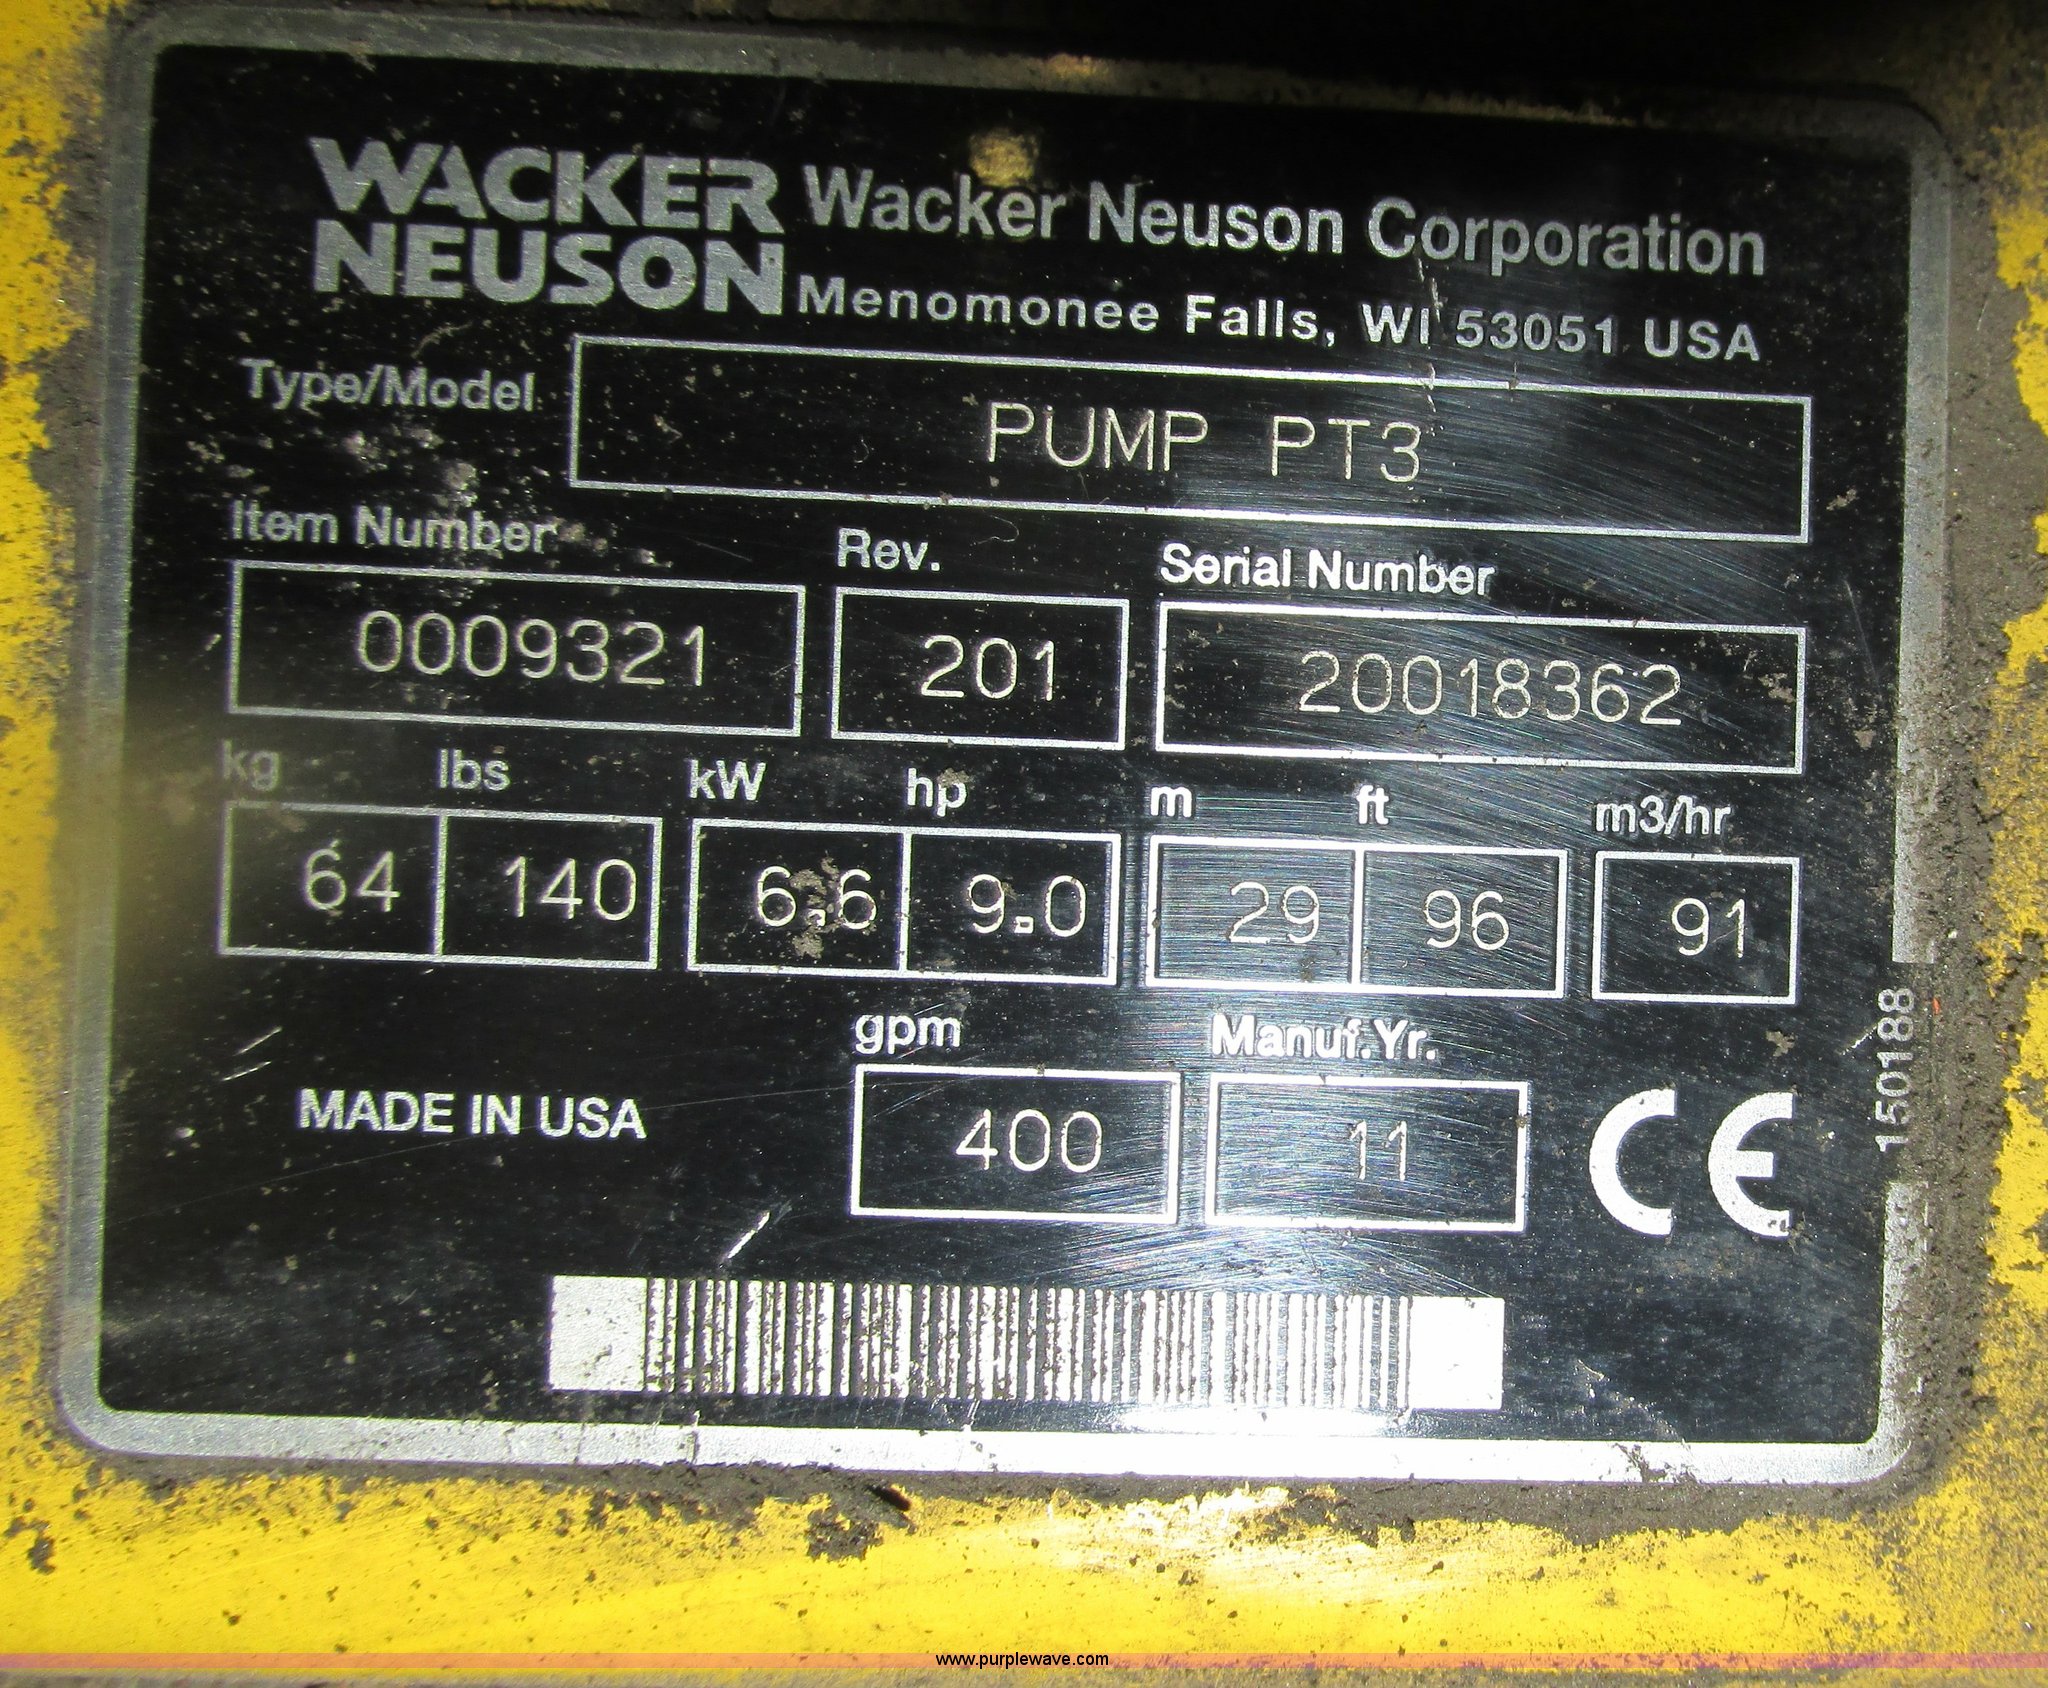 WACKER
NEUSON
Wacker Neuson Corporation
Menomonee Falls, WI 53051 USA
Type/Model
PUMP PT3
Item Number Rev. Serial Number
0009321 201 20018362
kg lbs kW hp m ft m3/hr
64 140 6.6 9.0 29 96 91
gpm Manuf.Yr.
MADE IN USA 400 11 CE
150188
www.purplewave.com